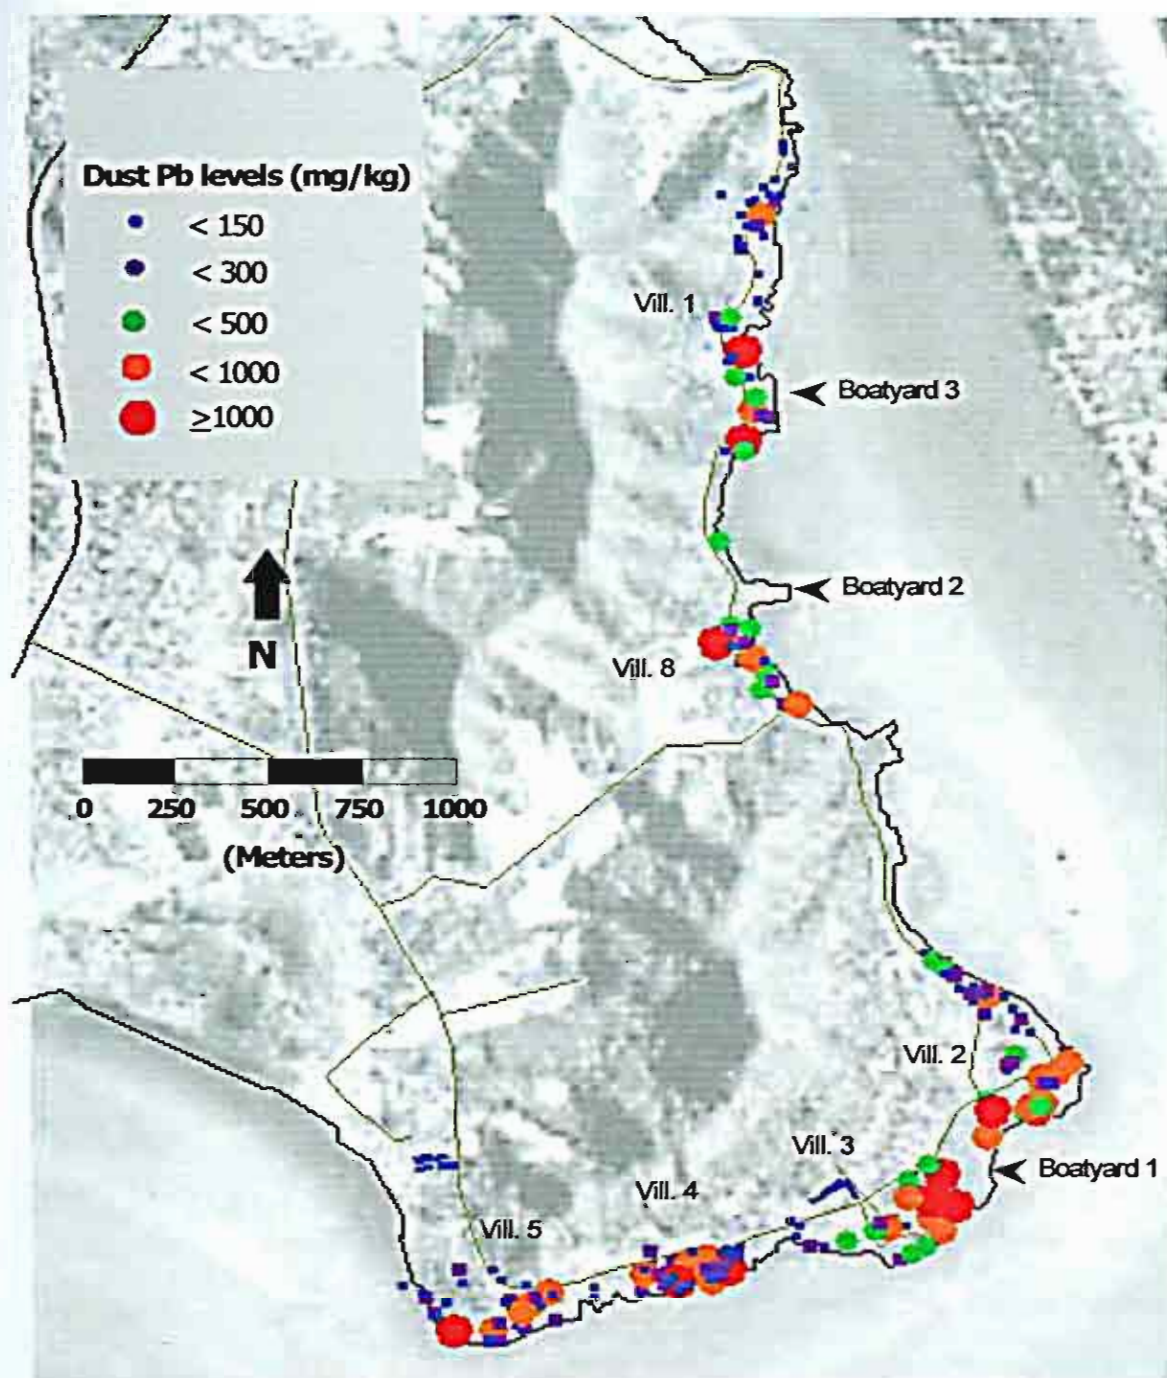 Dust Pb levels (mg/kg)
< 150
< 300
< 500
< 1000
≥1000
Vill. 1
Boatyard 3
Boatyard 2
N
Vill. 8
0 250 500 750 1000
(Meters)
Vill. 2
Vill. 3
Boatyard 1
Vill. 4
Vill. 5